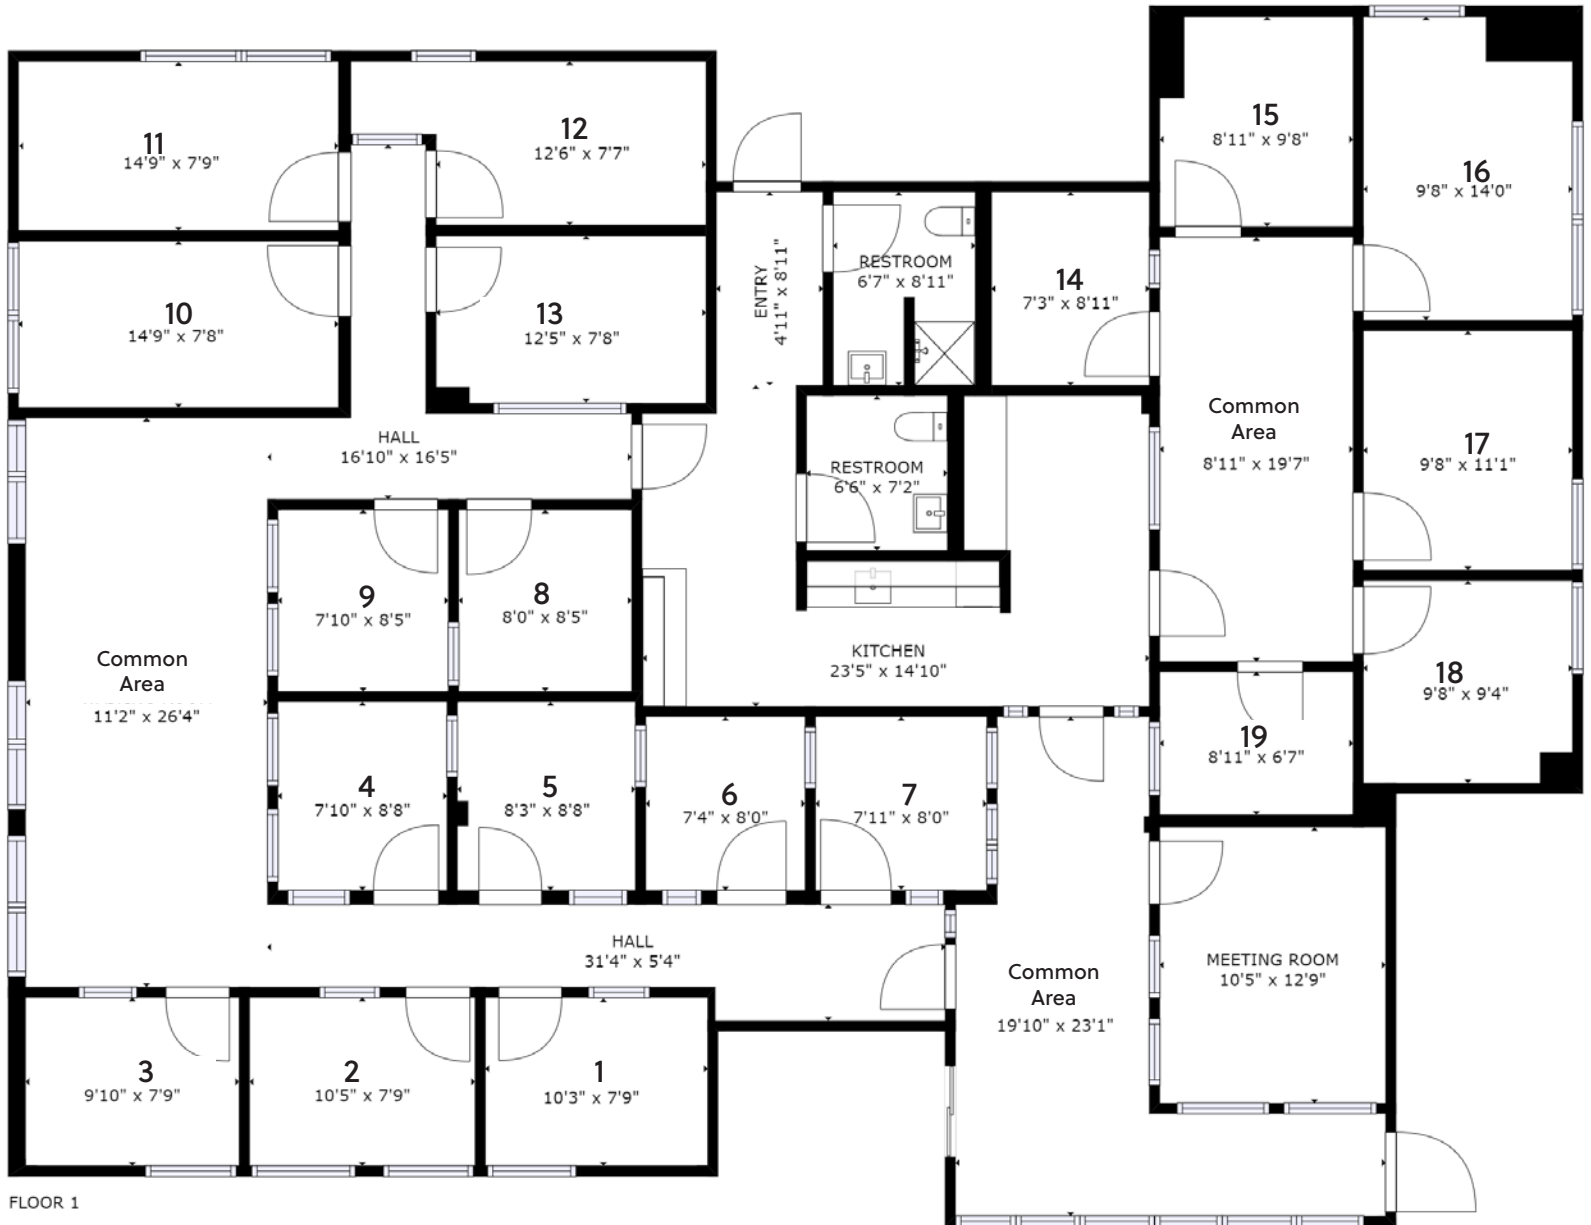 15
8'11" x 9'8"
16
9'8" x 14'0"
11
14'9" x 7'9"
12
12'6" x 7'7"
10
14'9" x 7'8"
13
12'5" x 7'8"
ENTRY
4'11" x 8'11"
RESTROOM
6'7" x 8'11"
14
7'3" x 8'11"
HALL
16'10" x 16'5"
RESTROOM
6'6" x 7'2"
Common
Area
8'11" x 19'7"
17
9'8" x 11'1"
9
7'10" x 8'5"
8
8'0" x 8'5"
Common
Area
11'2" x 26'4"
KITCHEN
23'5" x 14'10"
18
9'8" x 9'4"
19
8'11" x 6'7"
4
7'10" x 8'8"
5
8'3" x 8'8"
6
7'4" x 8'0"
7
7'11" x 8'0"
HALL
31'4" x 5'4"
Common
Area
19'10" x 23'1"
MEETING ROOM
10'5" x 12'9"
3
9'10" x 7'9"
2
10'5" x 7'9"
1
10'3" x 7'9"
FLOOR 1